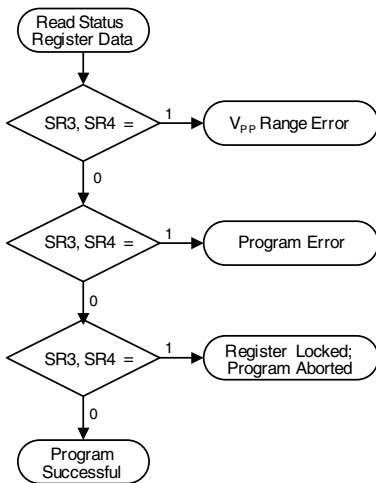 Read Status
Register Data
SR3, SR4 =
1
VPP Range Error
0
SR3, SR4 =
1
Program Error
0
SR3, SR4 =
1
Register Locked;
Program Aborted
0
Program
Successful